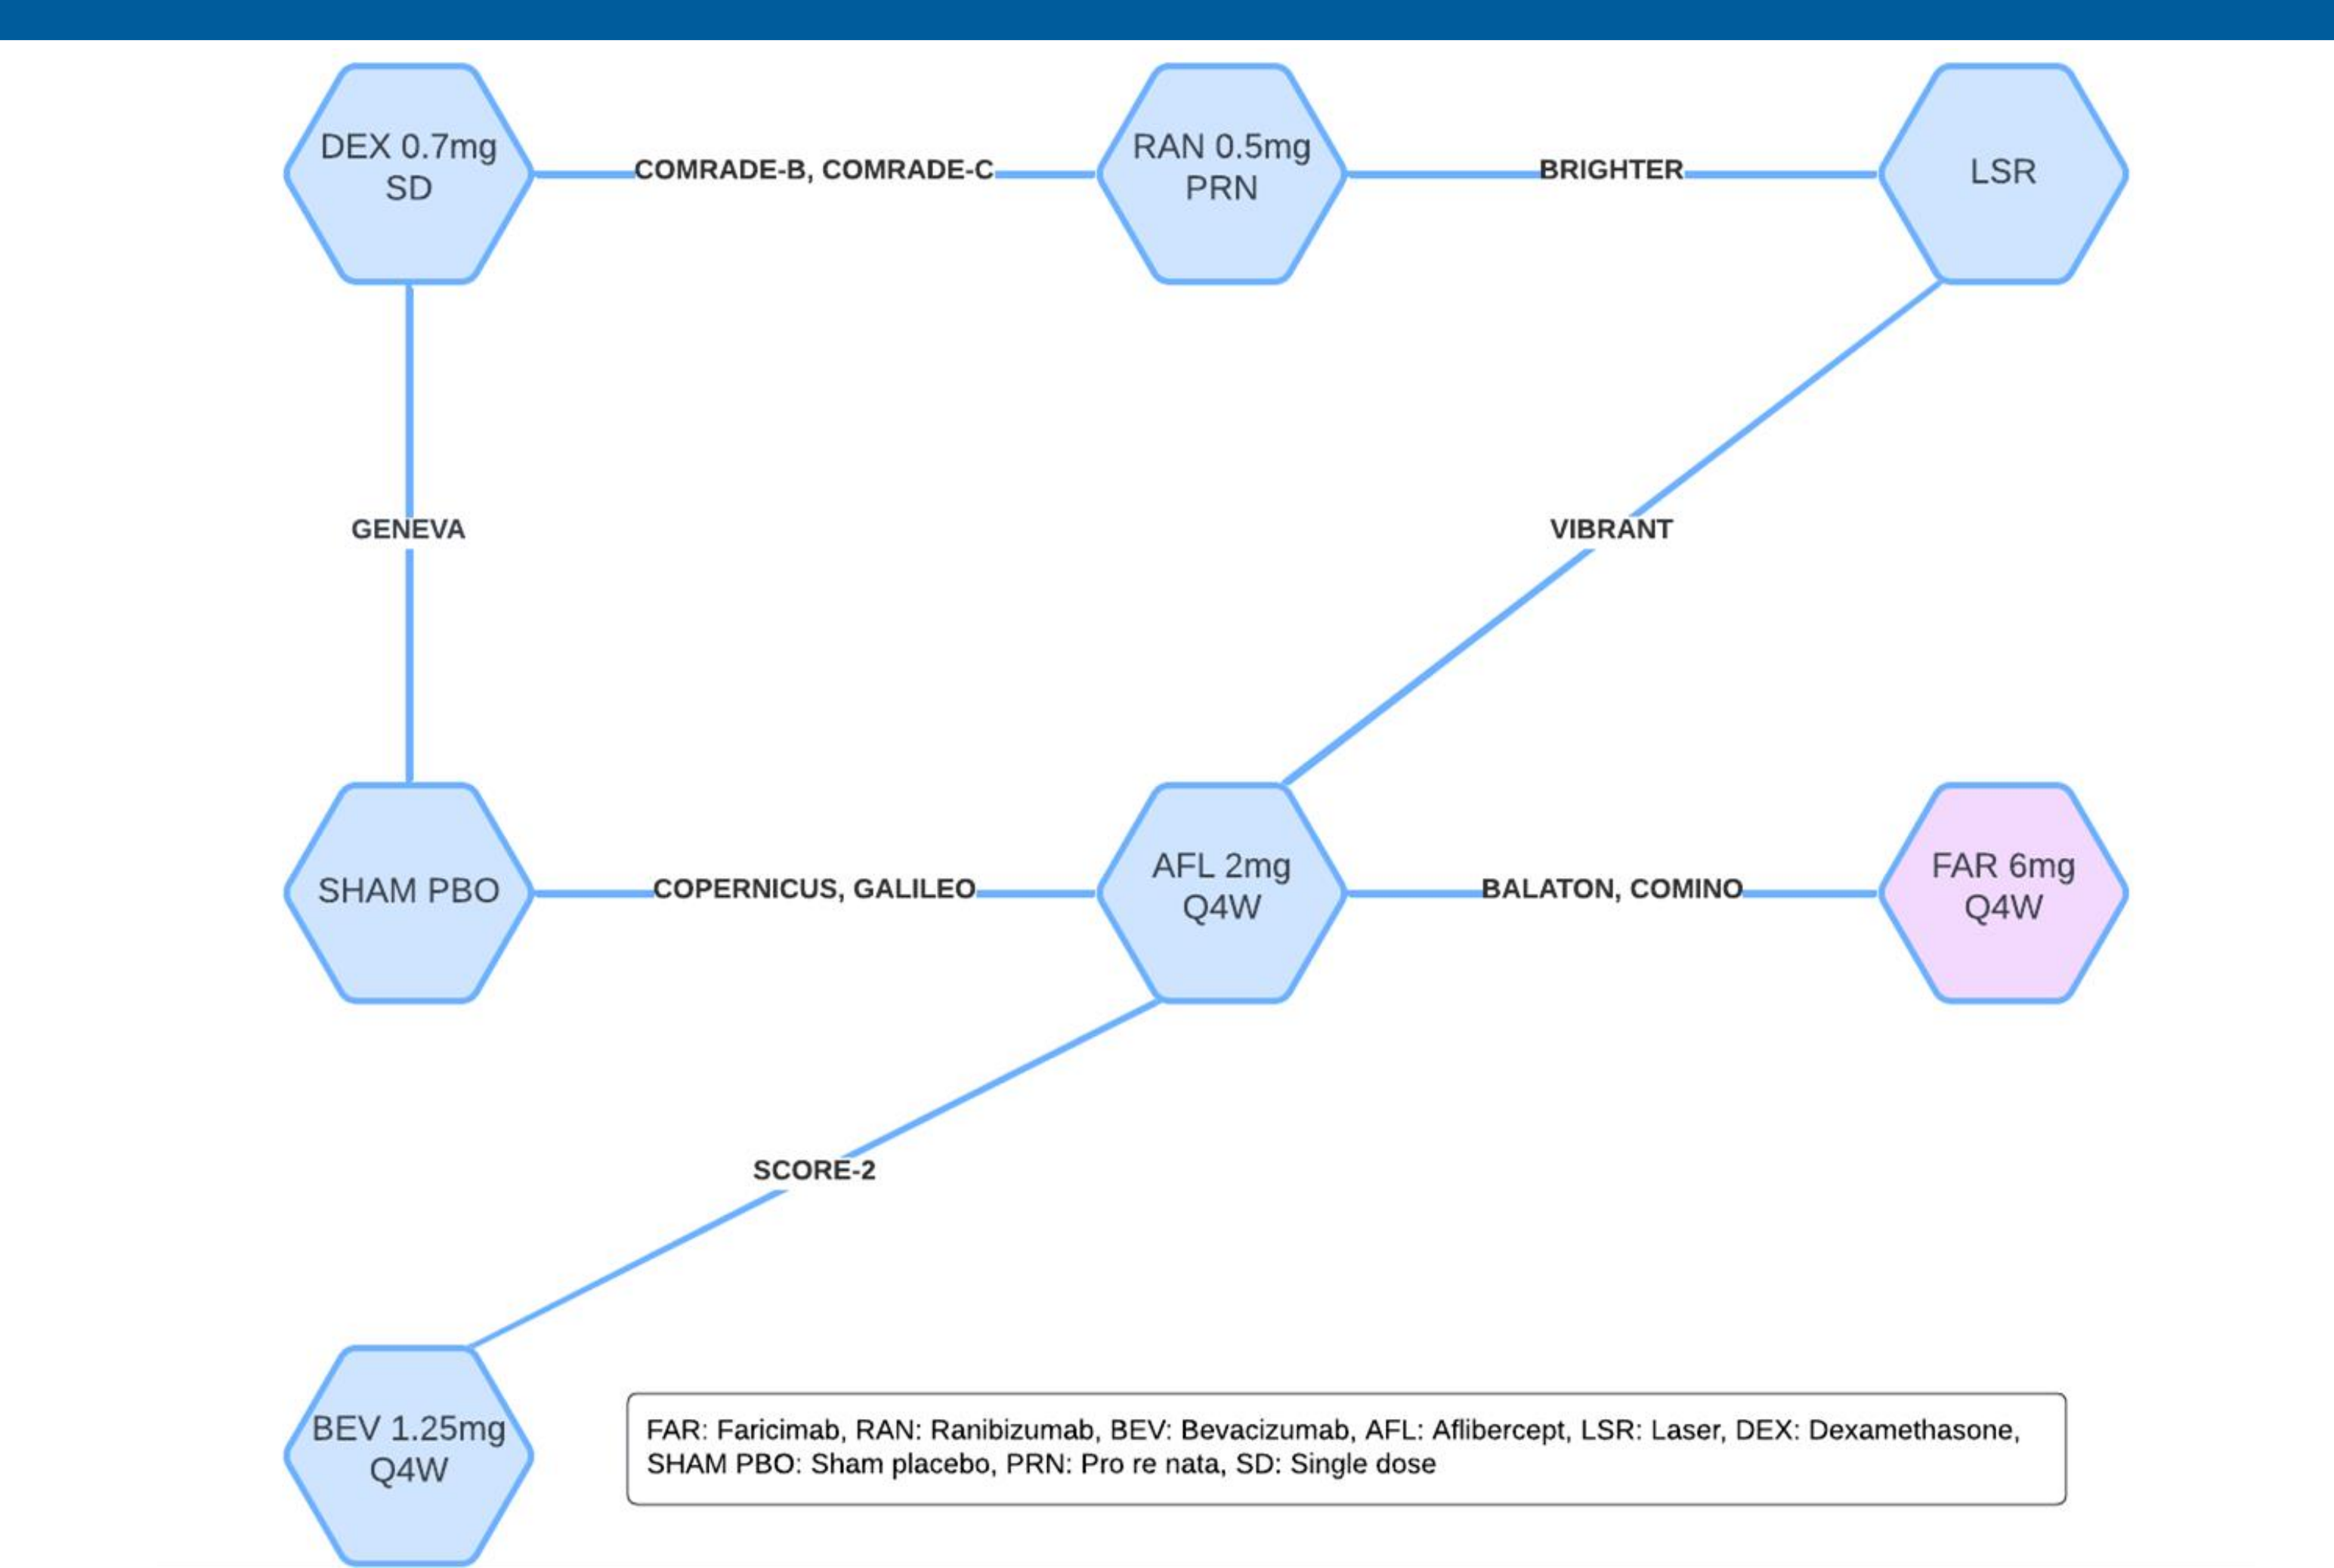 DEX 0.7mg
SD
COMRADE-B, COMRADE-C
RAN 0.5mg
PRN
BRIGHTER
LSR
GENEVA
VIBRANT
SHAM PBO
COPERNICUS, GALILEO
AFL 2mg
Q4W
BALATON, COMINO
FAR 6mg
Q4W
SCORE-2
BEV 1.25mg
Q4W
FAR: Faricimab, RAN: Ranibizumab, BEV: Bevacizumab, AFL: Aflibercept, LSR: Laser, DEX: Dexamethasone,
SHAM PBO: Sham placebo, PRN: Pro re nata, SD: Single dose